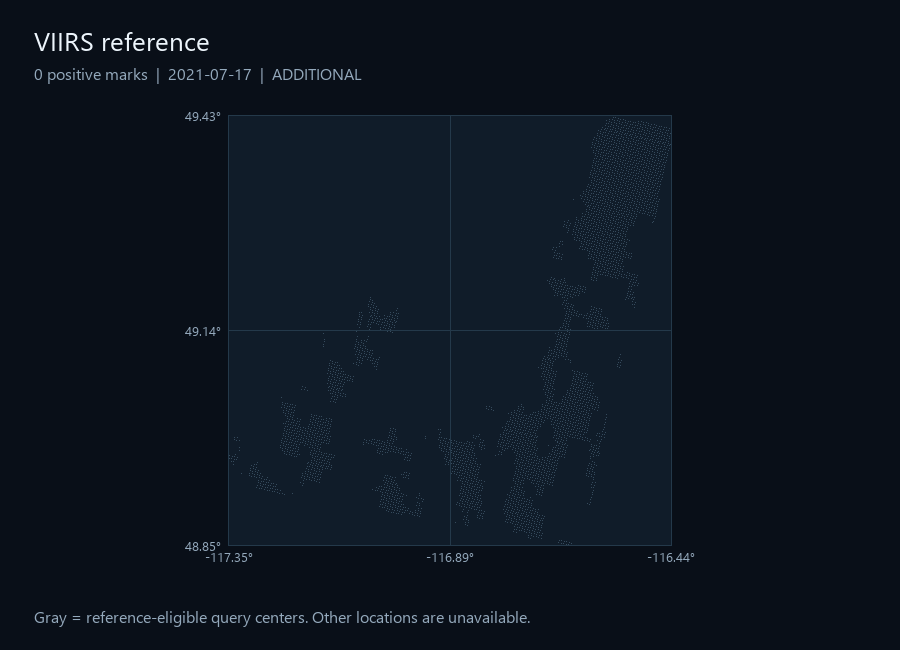 VIIRS reference
0 positive marks | 2021-07-17 | ADDITIONAL
49.43°
49.14°
48.85°
-117.35°
-116.89°
-116.44°
Gray = reference-eligible query centers. Other locations are unavailable.